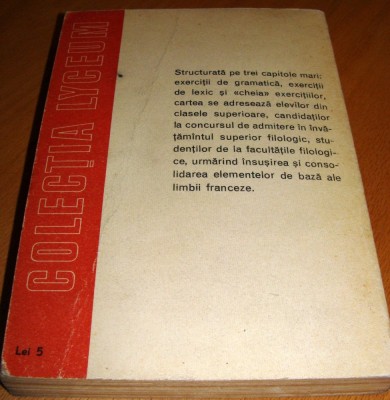 COLECȚIA LYCEUM
Structurată pe trei capitole mari:
exerciții de gramatică, exerciții
de lexic și «cheia» exercițiilor,
cartea se adresează elevilor din
clasele superioare, candidaților
la concursul de admitere în învă-
țămîntul superior filologic, stu-
denților de la facultățile filologi-
ce, urmărind însușirea și conso-
lidarea elementelor de bază ale
limbii franceze.
Lei 5